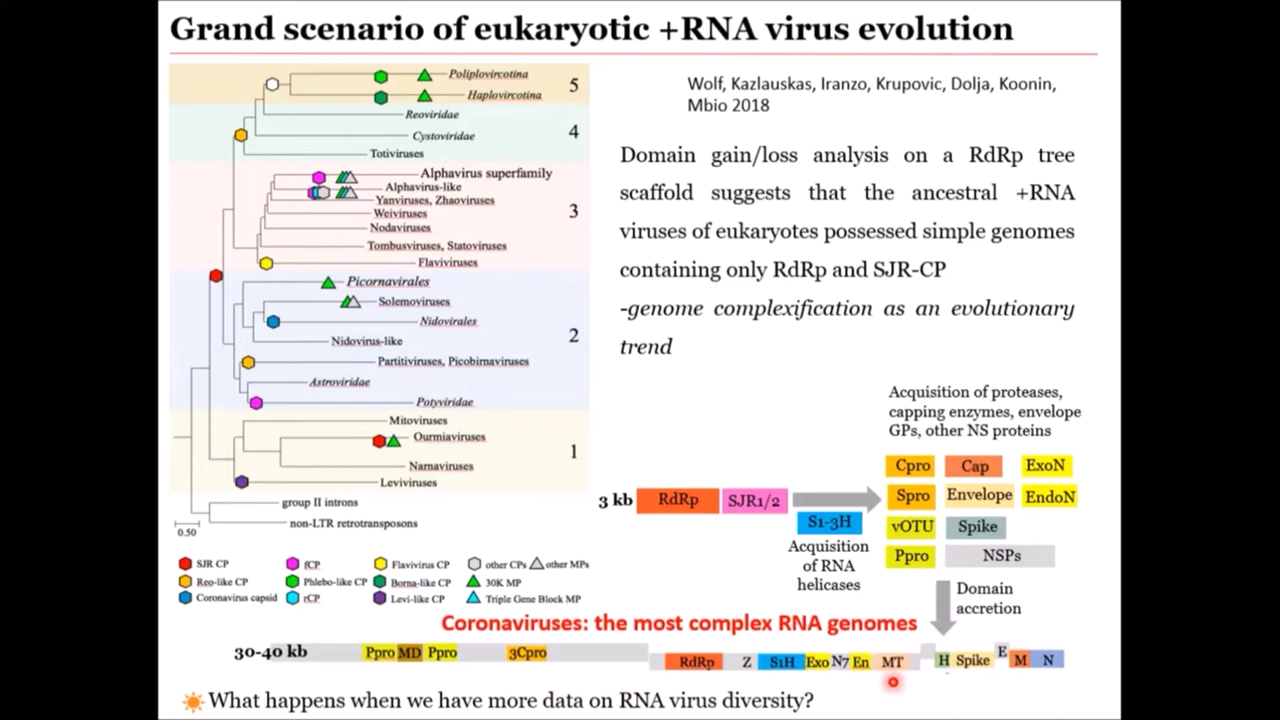 Grand scenario of eukaryotic +RNA virus evolution
Poliplovircotina
Haplovircotina
5
Reoviridae
Cystoviridae
4
Totiviruses
Alphavirus superfamily
Alphavirus-like
Yanviruses, Zhaoviruses
3
Weiviruses
Nodaviruses
Tombusviruses, Statoviruses
Flaviviruses
Picornavirales
Solemoviruses
Nidovirales
2
Nidovirus-like
Partitiviruses, Picobirnaviruses
Astroviridae
Potyviridae
Mitoviruses
Ourmiaviruses
1
Narnaviruses
Leviviruses
group II introns
non-LTR retrotransposons
0.50
SJR CP
fCP
Flavivirus CP
other CPs
other MPs
Reo-like CP
Phlebo-like CP
Borna-like CP
30K MP
Coronavirus capsid
rCP
Levi-like CP
Triple Gene Block MP
Wolf, Kazlauskas, Iranzo, Krupovic, Dolja, Koonin,
Mbio 2018
Domain gain/loss analysis on a RdRp tree
scaffold suggests that the ancestral +RNA
viruses of eukaryotes possessed simple genomes
containing only RdRp and SJR-CP
-genome complexification as an evolutionary
trend
Acquisition of proteases,
capping enzymes, envelope
GPs, other NS proteins
3 kb RdRp SJR1/2
S1-3H
Acquisition
of RNA
helicases
Cpro Cap ExoN
Spro Envelope EndoN
vOTU Spike
Ppro NSPs
Domain
accretion
Coronaviruses: the most complex RNA genomes
30-40 kb Ppro MD Ppro 3Cpro
RdRp Z S1H Exo N7 En MT H Spike E M N
What happens when we have more data on RNA virus diversity?